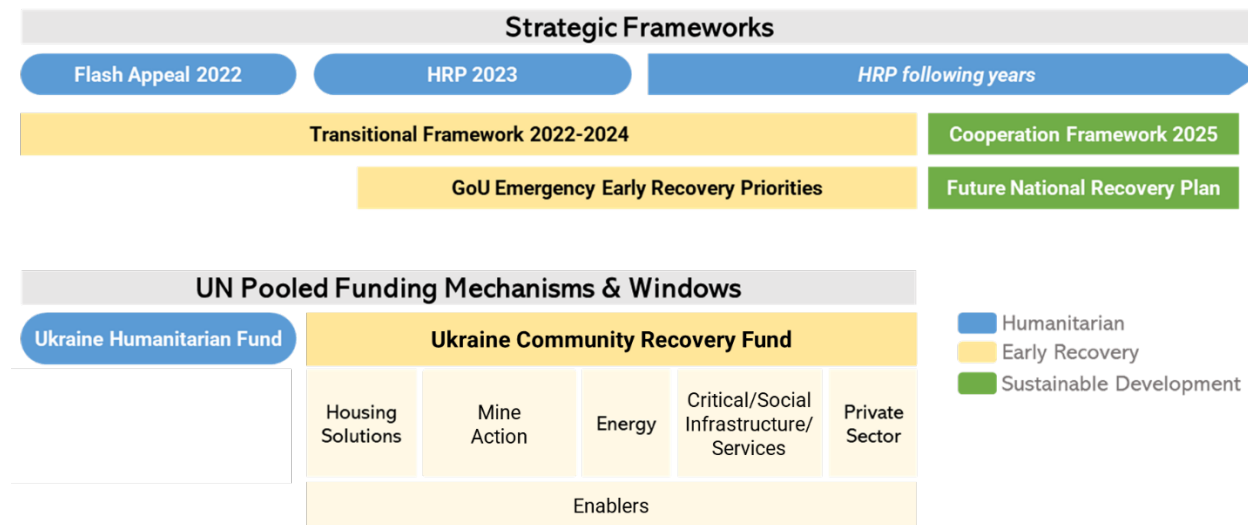 Strategic Frameworks
Flash Appeal 2022
HRP 2023
HRP following years
Transitional Framework 2022-2024
Cooperation Framework 2025
GoU Emergency Early Recovery Priorities
Future National Recovery Plan
UN Pooled Funding Mechanisms & Windows
Ukraine Humanitarian Fund
Ukraine Community Recovery Fund
Housing
Solutions
Mine
Action
Energy
Critical/Social
Infrastructure/
Services
Private
Sector
Enablers
Humanitarian
Early Recovery
Sustainable Development